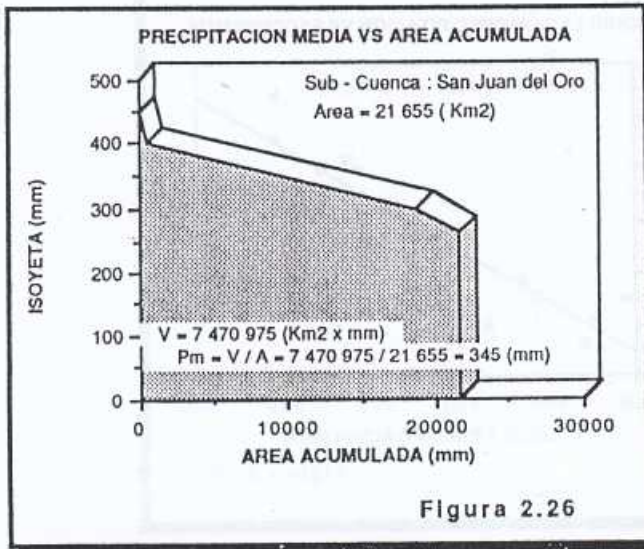 PRECIPITACION MEDIA VS AREA ACUMULADA
Sub - Cuenca : San Juan del Oro
Area = 21 655 ( Km2)
ISOYETA (mm)
500
400
300
200
100
0
V = 7 470 975 (Km2 x mm)
Pm = V / A = 7 470 975 / 21 655 = 345 (mm)
0 10000 20000 30000
AREA ACUMULADA (mm)
Figura 2.26